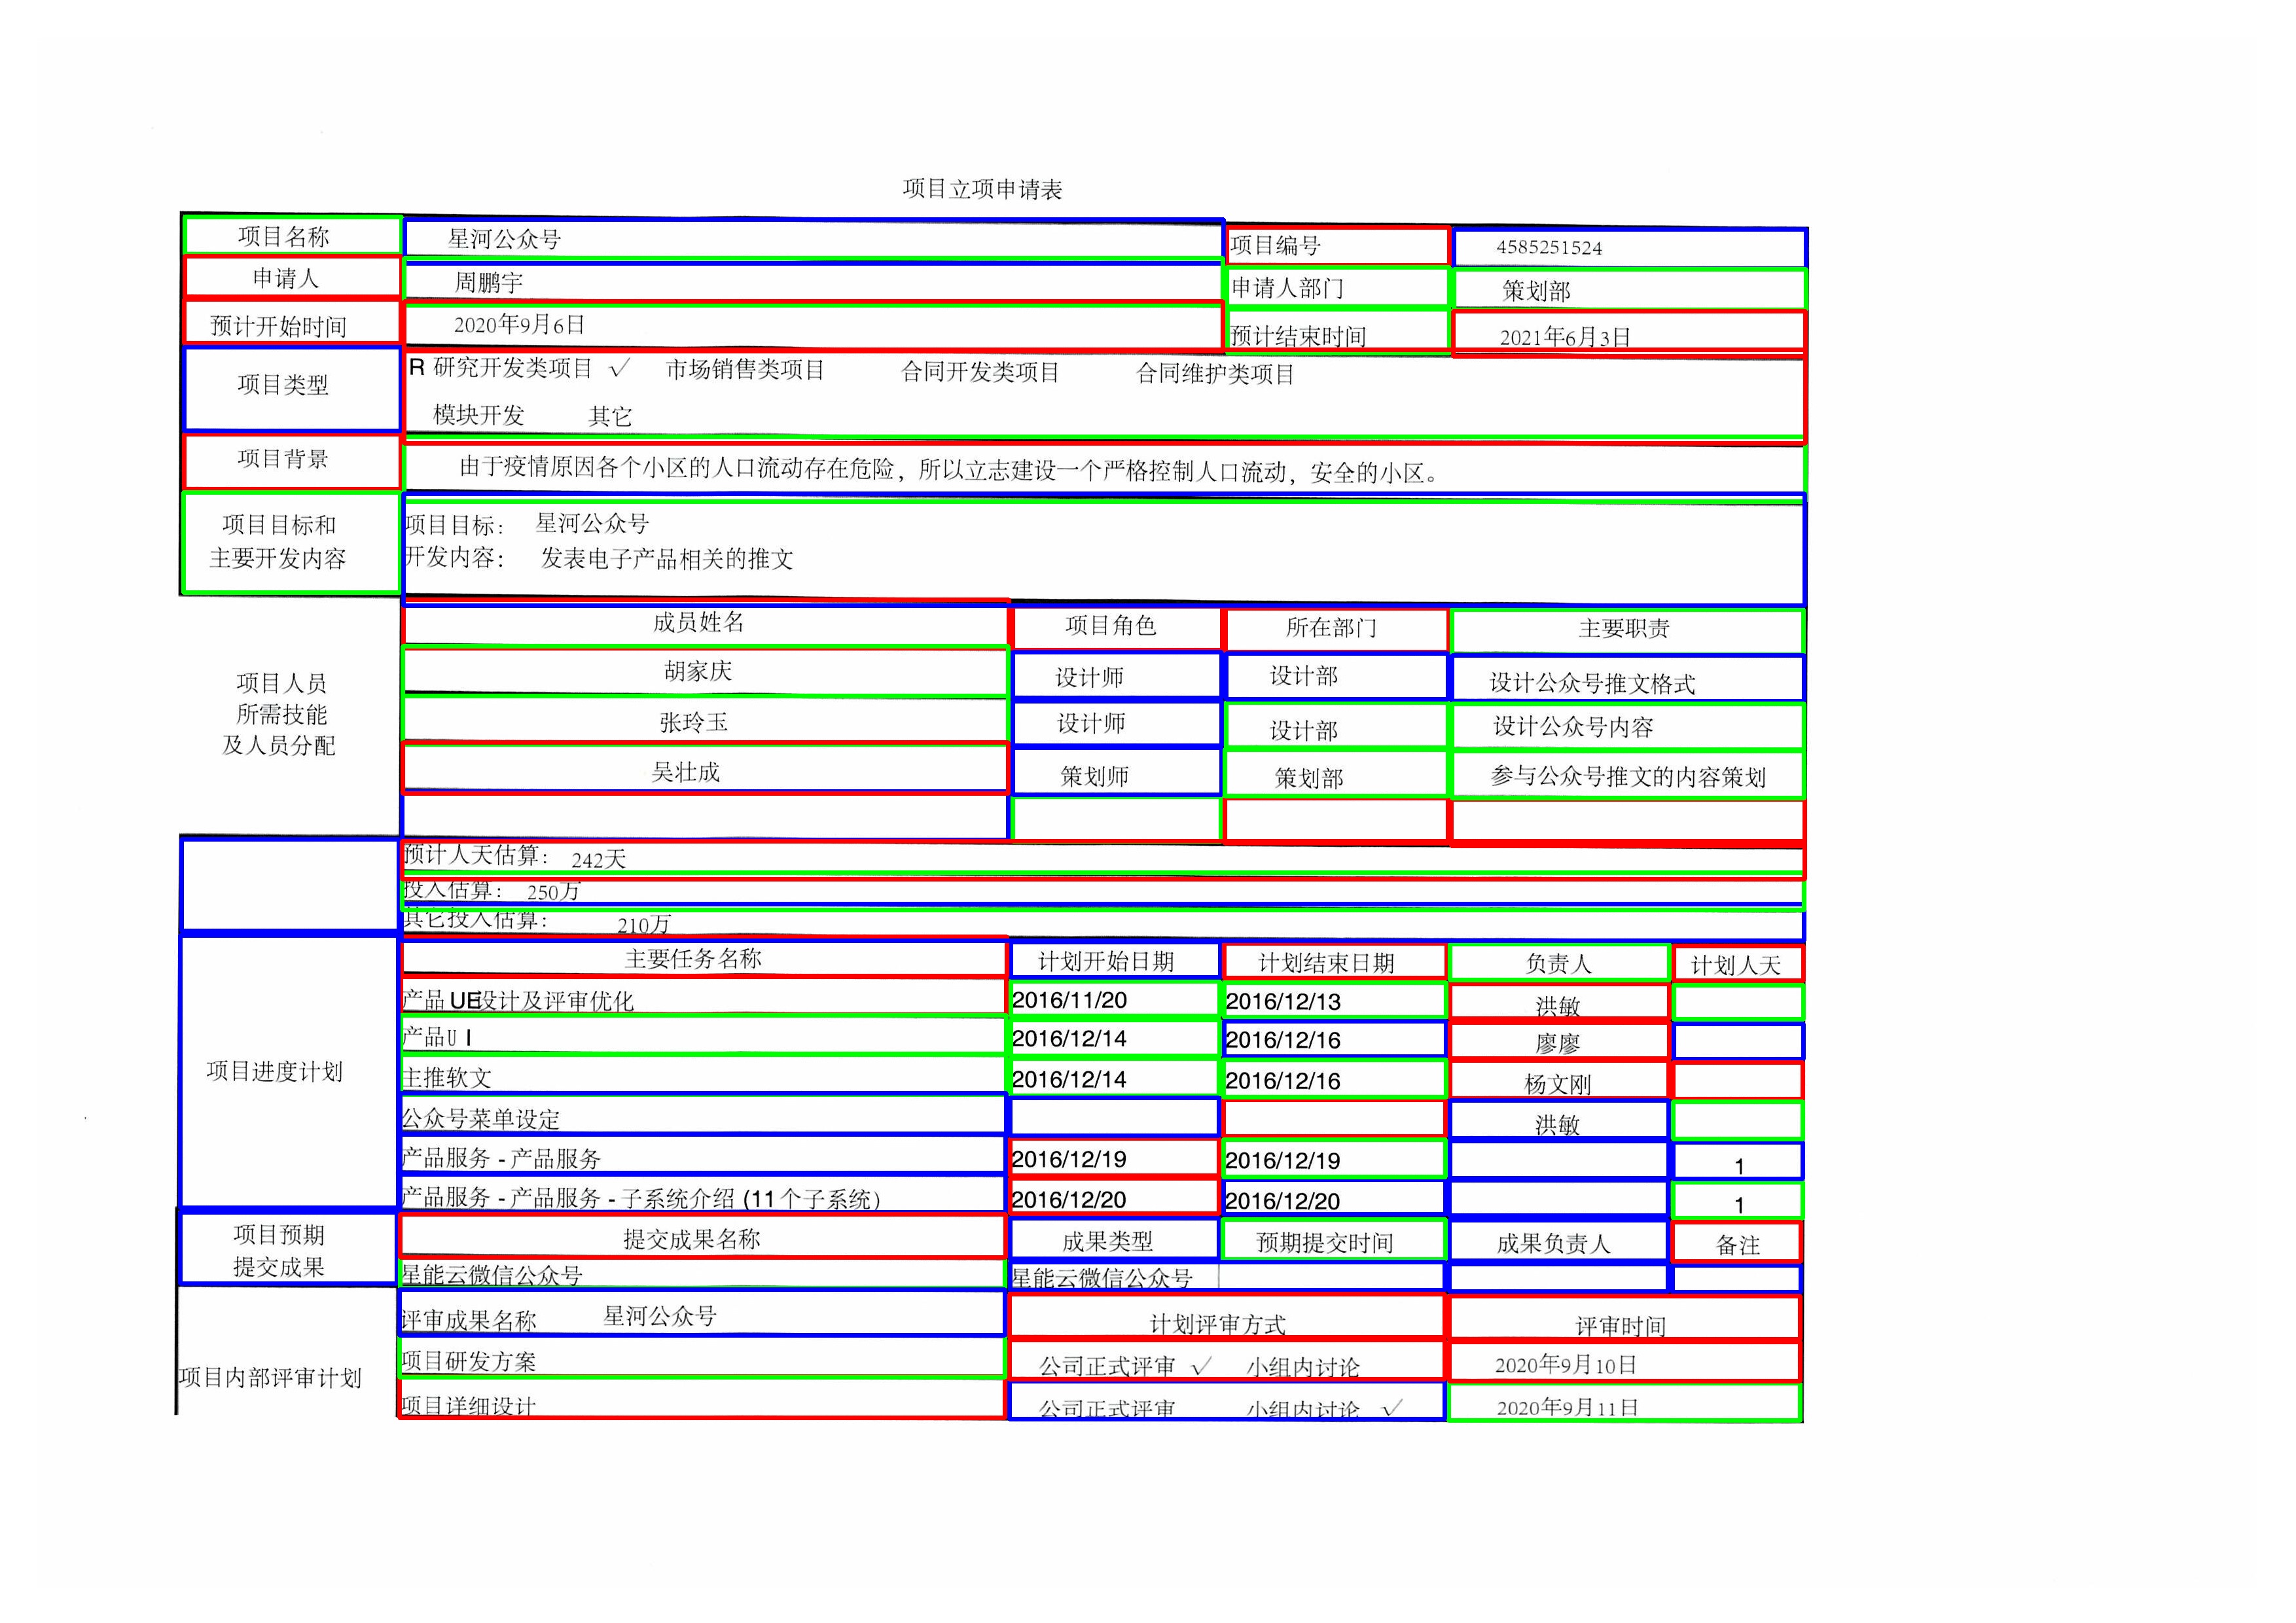 项目立项申请表
项目名称 星河公众号 项目编号 4585251524
申请人 周鹏宇 申请人部门 策划部
预计开始时间 2020年9月6日 预计结束时间 2021年6月3日
项目类型 R 研究开发类项目 √ 市场销售类项目 合同开发类项目 合同维护类项目
模块开发 其它
项目背景 由于疫情原因各个小区的人口流动存在危险，所以立志建设一个严格控制人口流动，安全的小区。
项目目标和 项目目标： 星河公众号
主要开发内容 开发内容： 发表电子产品相关的推文
成员姓名 项目角色 所在部门 主要职责
胡家庆 设计师 设计部 设计公众号推文格式
项目人员
所需技能
及人员分配
张玲玉 设计师 设计部 设计公众号内容
吴壮成 策划师 策划部 参与公众号推文的内容策划
预计人天估算： 242天
投入估算： 250万
其它投入估算： 210万
项目进度计划
主要任务名称 计划开始日期 计划结束日期 负责人 计划人天
产品UE设计及评审优化 2016/11/20 2016/12/13 洪敏
产品U I 2016/12/14 2016/12/16 廖廖
主推软文 2016/12/14 2016/12/16 杨文刚
公众号菜单设定 洪敏
产品服务 - 产品服务 2016/12/19 2016/12/19 1
产品服务 - 产品服务 - 子系统介绍 (11个子系统） 2016/12/20 2016/12/20 1
项目预期
提交成果
提交成果名称 成果类型 预期提交时间 成果负责人 备注
星能云微信公众号 星能云微信公众号
项目内部评审计划
评审成果名称 星河公众号 计划评审方式 评审时间
项目研发方案 公司正式评审 √ 小组内讨论 2020年9月10日
项目详细设计 公司正式评审 小组内讨论 √ 2020年9月11日